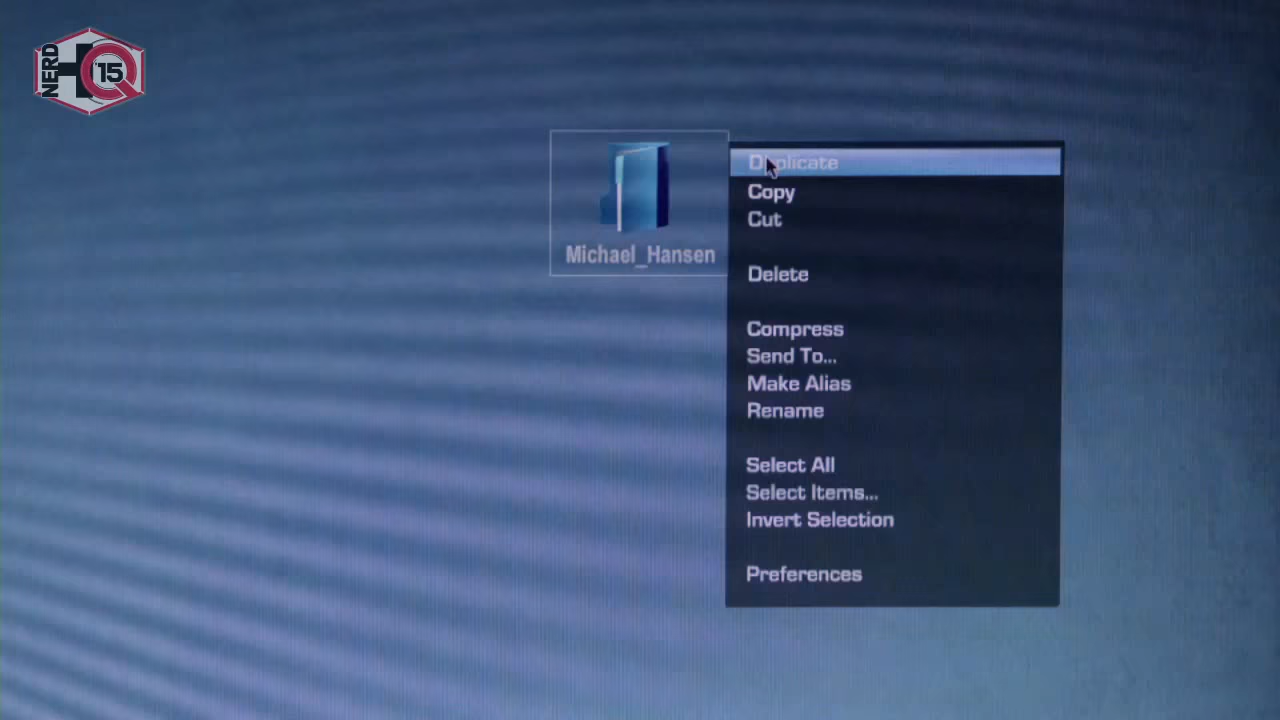 NERD
HQ
'15
Michael_Hansen
Duplicate
Copy
Cut
Delete
Compress
Send To...
Make Alias
Rename
Select All
Select Items...
Invert Selection
Preferences